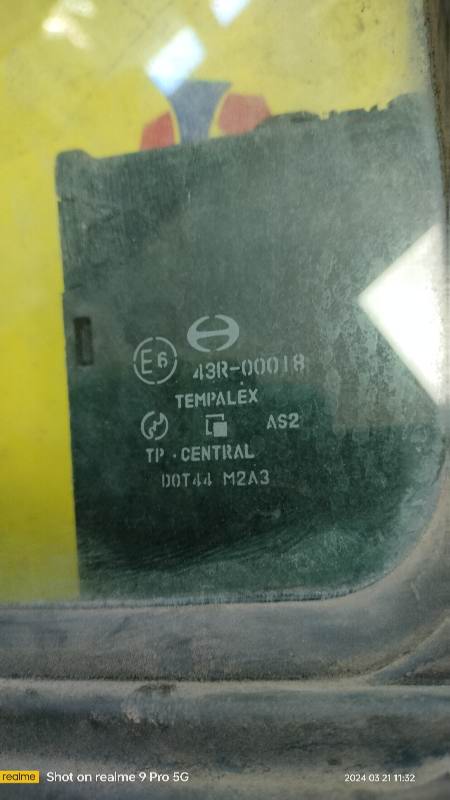 E6 43R-00018
TEMPALEX
AS2
TP · CENTRAL
DOT44 M2A3
realme Shot on realme 9 Pro 5G 2024 03 21 11:32